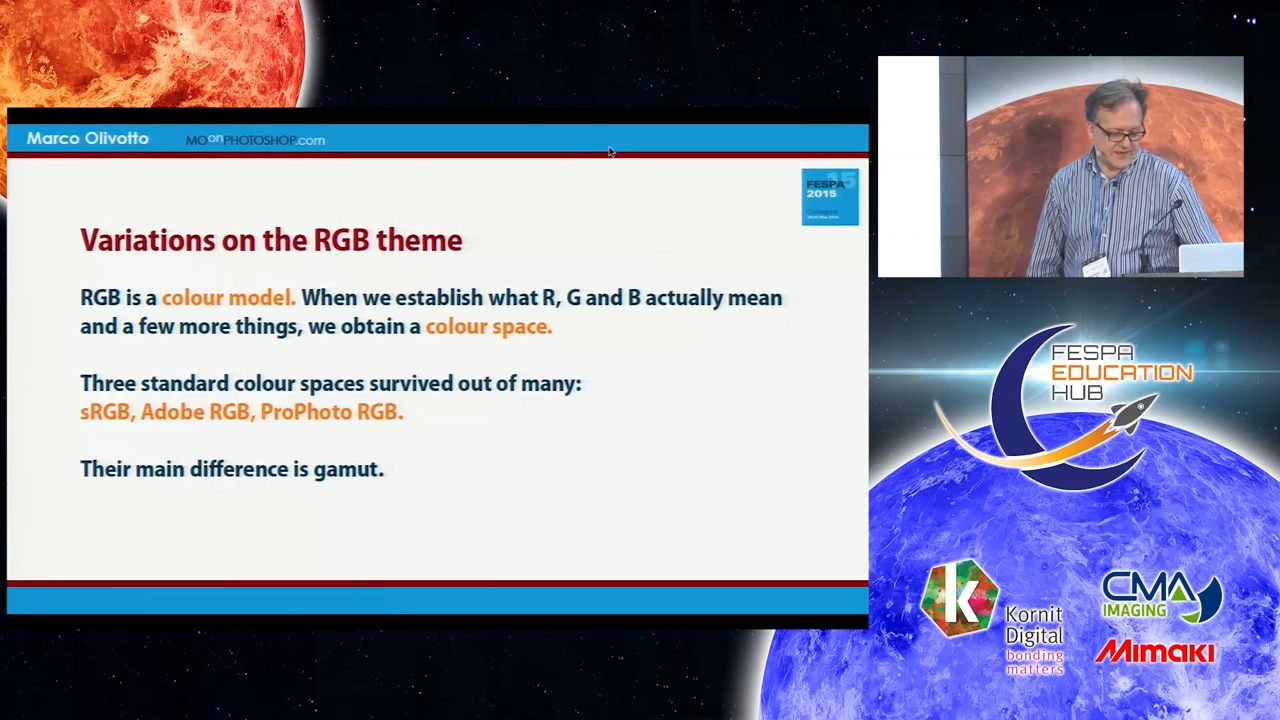 Marco Olivotto
MOonPHOTOSHOP.com
FESPA 15
2015
Variations on the RGB theme
RGB is a colour model. When we establish what R, G and B actually mean
and a few more things, we obtain a colour space.
Three standard colour spaces survived out of many:
sRGB, Adobe RGB, ProPhoto RGB.
Their main difference is gamut.
FESPA
EDUCATION
HUB
k
Kornit
Digital
bonding
matters
CMA
IMAGING
Mimaki